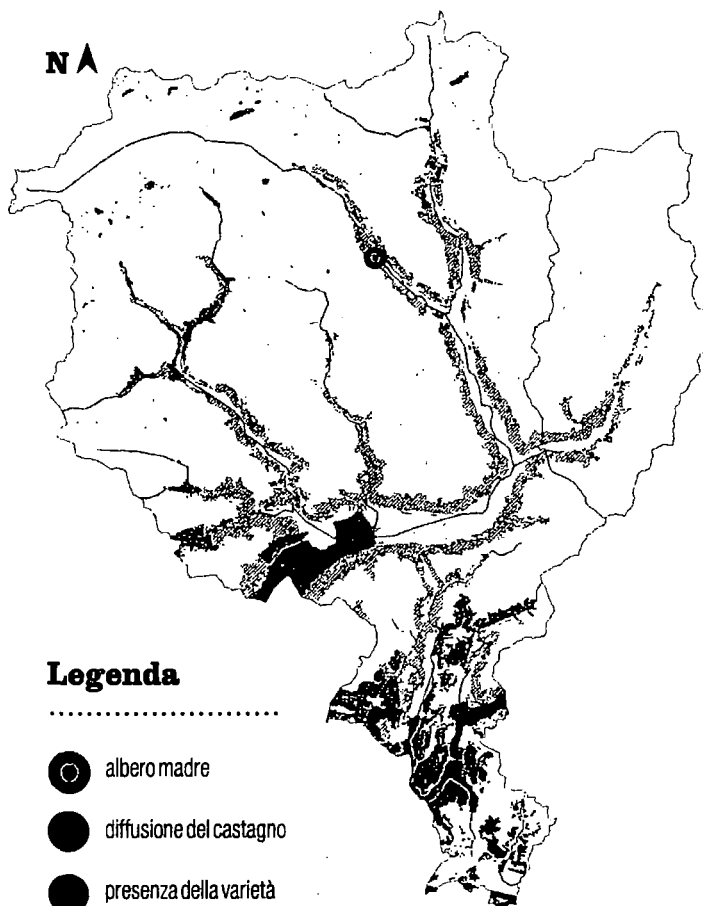 N
Legenda
albero madre
diffusione del castagno
presenza della varietà